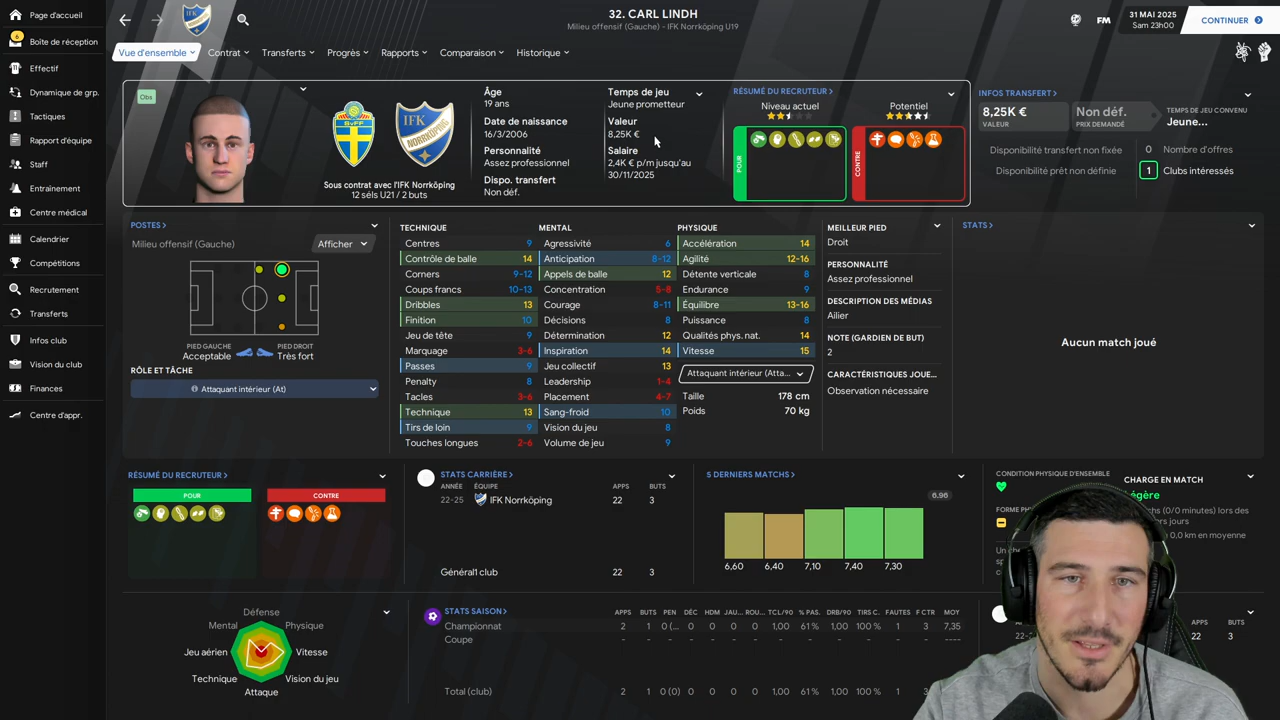 Page d'accueil
Boîte de réception
6
Effectif
Dynamique de grp.
Tactiques
Rapport d'équipe
Staff
Entrainement
Centre médical
Calendrier
Compétitions
Recrutement
Transferts
Infos club
Vision du club
Finances
Centre d'appr.
32. CARL LINDH
Milieu offensif (Gauche) - IFK Norrköping U19
FM
31 MAI 2025
Sam 23h00
CONTINUER
Vue d'ensemble
Contrat
Transferts
Progrès
Rapports
Comparaison
Historique
Obs
Sous contrat avec l'IFK Norrköping
12 séls U21 / 2 buts
Âge
19 ans
Date de naissance
16/3/2006
Personnalité
Assez professionnel
Dispo. transfert
Non déf.
Temps de jeu
Jeune prometteur
Valeur
8,25K €
Salaire
2,4K € p/m jusqu'au
30/11/2025
RÉSUMÉ DU RECRUTEUR
Niveau actuel
Potentiel
POUR
CONTRE
INFOS TRANSFERT
8,25K €
VALEUR
Non déf.
PRIX DEMANDÉ
TEMPS DE JEU CONVENU
Jeune...
Disponibilité transfert non fixée
0 Nombre d'offres
Disponibilité prêt non définie
1 Clubs intéressés
POSTES
Milieu offensif (Gauche)
Afficher
PIED GAUCHE
Acceptable
PIED DROIT
Très fort
RÔLE ET TÂCHE
Attaquant intérieur (At)
TECHNIQUE
Centres 9
Contrôle de balle 14
Corners 9-12
Coups francs 10-13
Dribbles 13
Finition 10
Jeu de tête 9
Marquage 3-6
Passes 9
Penalty 8
Tacles 3-6
Technique 13
Tirs de loin 9
Touches longues 2-6
MENTAL
Agressivité 6
Anticipation 8-12
Appels de balle 12
Concentration 5-8
Courage 8-11
Décisions 8
Détermination 12
Inspiration 14
Jeu collectif 13
Leadership 1-4
Placement 4-7
Sang-froid 10
Vision du jeu 8
Volume de jeu 9
PHYSIQUE
Accélération 14
Agilité 12-16
Détente verticale 8
Endurance 9
Équilibre 13-16
Puissance 8
Qualités phys. nat. 14
Vitesse 15
Attaquant intérieur (Atta...
Taille 178 cm
Poids 70 kg
MEILLEUR PIED
Droit
PERSONNALITÉ
Assez professionnel
DESCRIPTION DES MÉDIAS
Ailier
NOTE (GARDIEN DE BUT)
2
CARACTÉRISTIQUES JOUE...
Observation nécessaire
STATS
Aucun match joué
RÉSUMÉ DU RECRUTEUR
POUR
CONTRE
STATS CARRIÈRE
ANNÉE ÉQUIPE APPS BUTS
22-25 IFK Norrköping 22 3
Général1 club 22 3
5 DERNIERS MATCHS
6.96
6,60 6,40 7,10 7,40 7,30
CONDITION PHYSIQUE D'ENSEMBLE
CHARGE EN MATCH
Légère
Défense
Physique
Vitesse
Vision du jeu
Attaque
Technique
Jeu aérien
Mental
STATS SAISON
APPS BUTS PEN DÉC HDM JAU... ROU... TCL/90 % PAS. DRB/90 TIRS C. FAUTES F CTR MOY
Championnat 2 1 0 (... 0 0 0 0 1,00 61 % 1,00 100 % 1 3 7,35
Coupe - - - - - - - - - - - - - ----
Total (club) 2 1 0 (0) 0 0 0 0 1,00 61 % 1,00 100 % 1 3
APPS BUTS
22 3